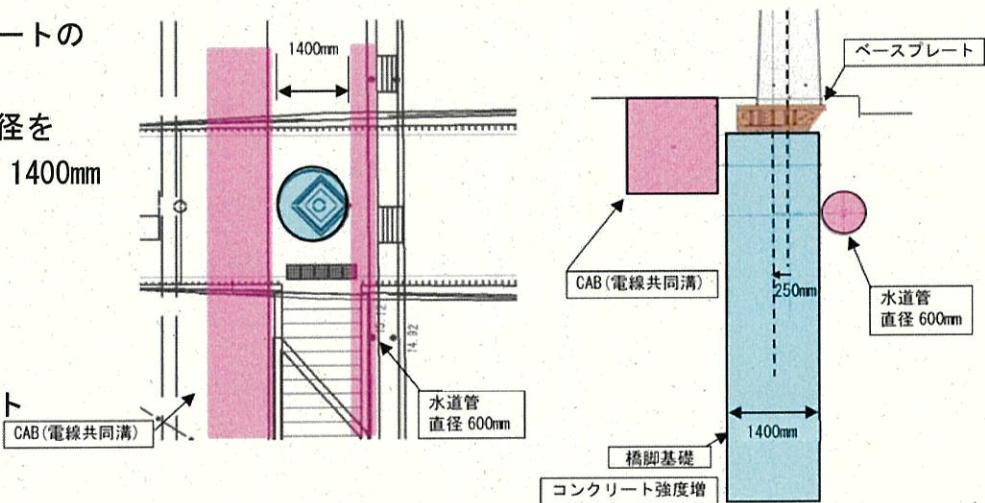 ートの
径を
1400mm
ト
1400mm
CAB(電線共同溝)
水道管
直径 600mm
14.92
ベースプレート
CAB(電線共同溝)
250mm
水道管
直径 600mm
1400mm
橋脚基礎
コンクリート強度増